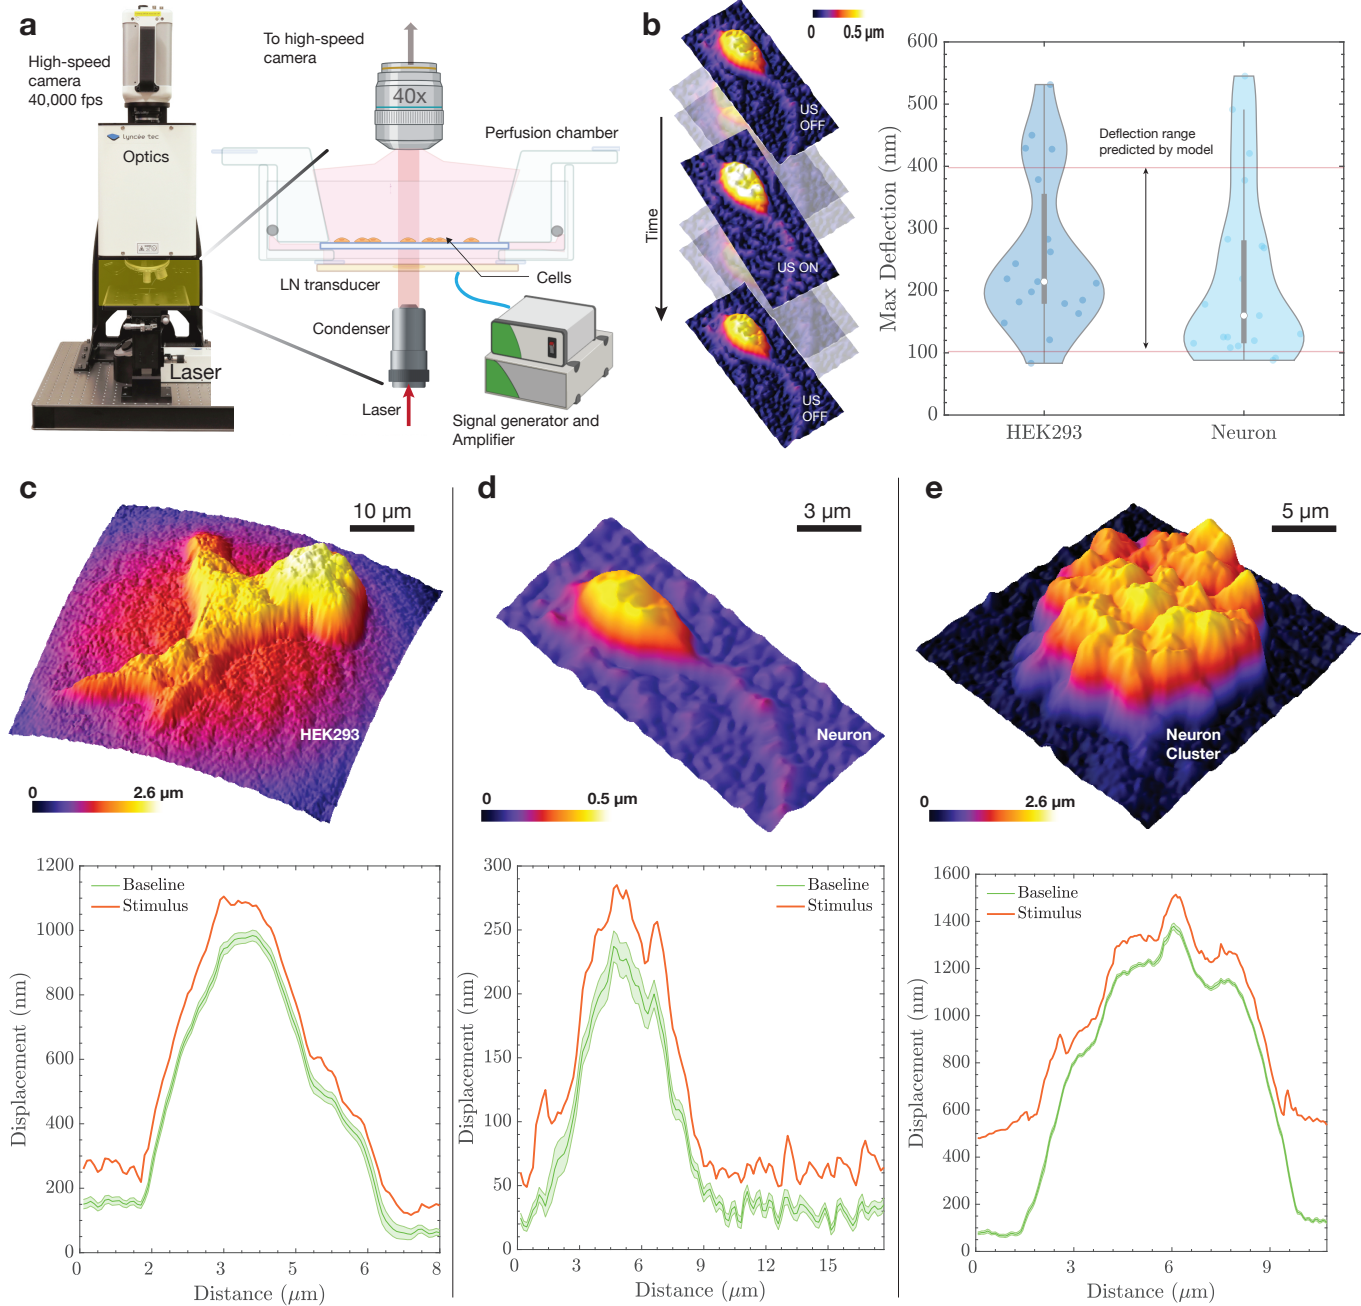 a
High-speed
camera
40,000 fps
lyncée tec
Optics
Laser
To high-speed
camera
40x
Perfusion chamber
LN transducer
Cells
Condenser
Laser
Signal generator and
Amplifier
b
0 0.5 µm
Time
US
OFF
US ON
US
OFF
Max Deflection (nm)
600
500
400
300
200
100
0
Deflection range
predicted by model
HEK293 Neuron
c
10 µm
HEK293
0 2.6 µm
Displacement (nm)
1200
1000
800
600
400
200
0
Baseline
Stimulus
0 2 3 5 6 8
Distance (µm)
d
3 µm
Neuron
0 0.5 µm
Displacement (nm)
300
250
200
150
100
50
0
Baseline
Stimulus
0 3 6 9 12 15
Distance (µm)
e
5 µm
Neuron
Cluster
0 2.6 µm
Displacement (nm)
1600
1400
1200
1000
800
600
400
200
0
Baseline
Stimulus
0 3 6 9
Distance (µm)